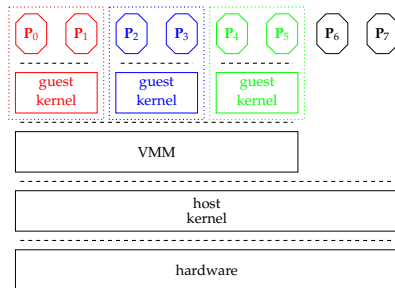 P0 P1 P2 P3 P4 P5 P6 P7
guest guest guest
kernel kernel kernel
VMM
host
kernel
hardware